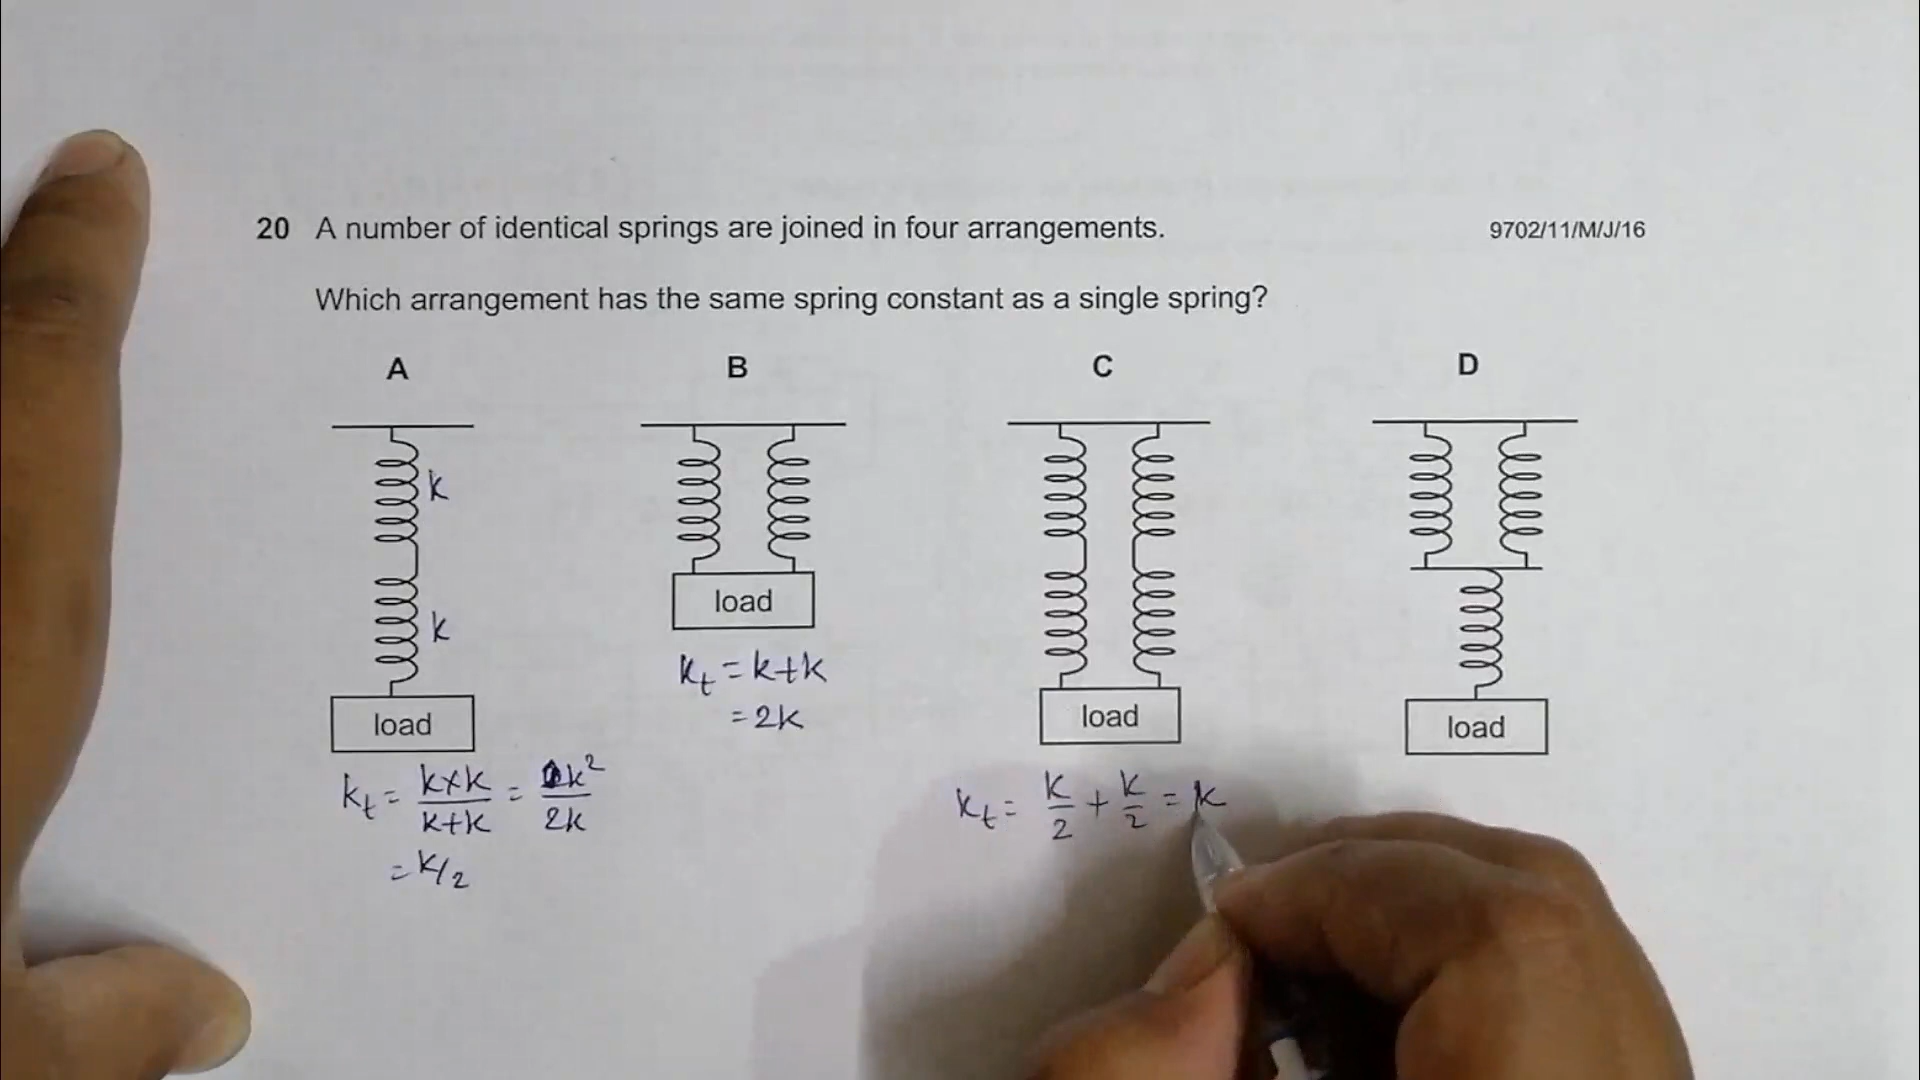 20 A number of identical springs are joined in four arrangements. 9702/11/M/J/16
Which arrangement has the same spring constant as a single spring?
A B C D
k
k
load
load
load
load
kt = k×k/k+k = k²/2k
= k/2
kt = k+k
= 2k
kt = k/2 + k/2 = k